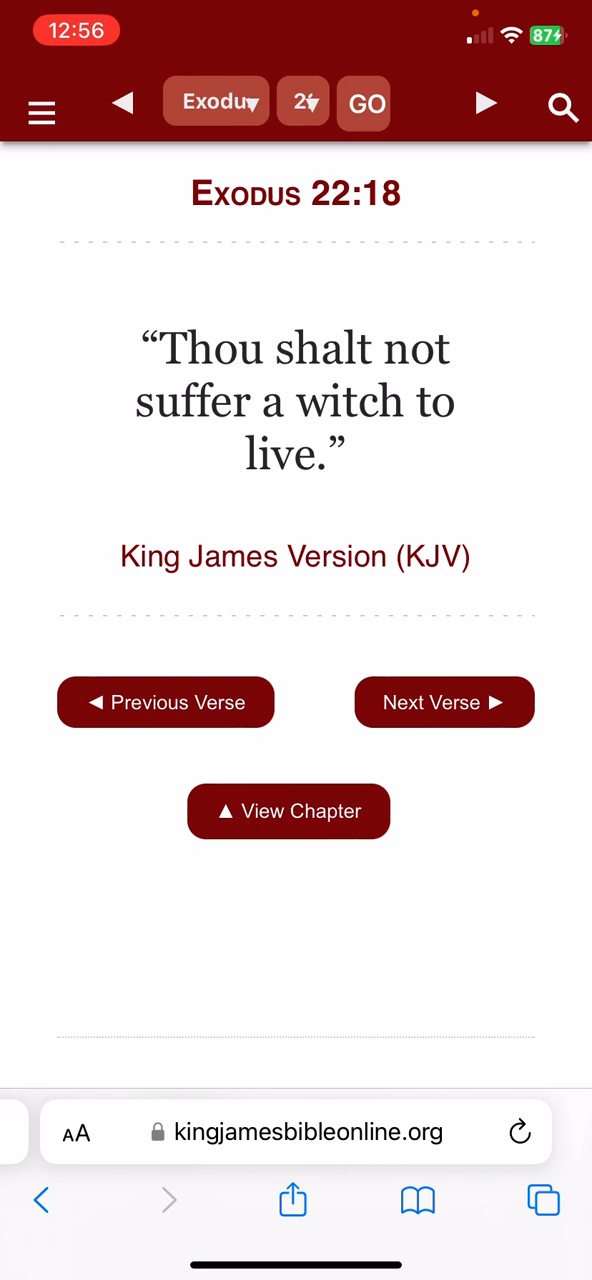 12:56
87
Exodu
GO
Exodus 22:18
“Thou shalt not
suffer a witch to
live.”
King James Version (KJV)
◄ Previous Verse
Next Verse ►
▲ View Chapter
AA
kingjamesbibleonline.org